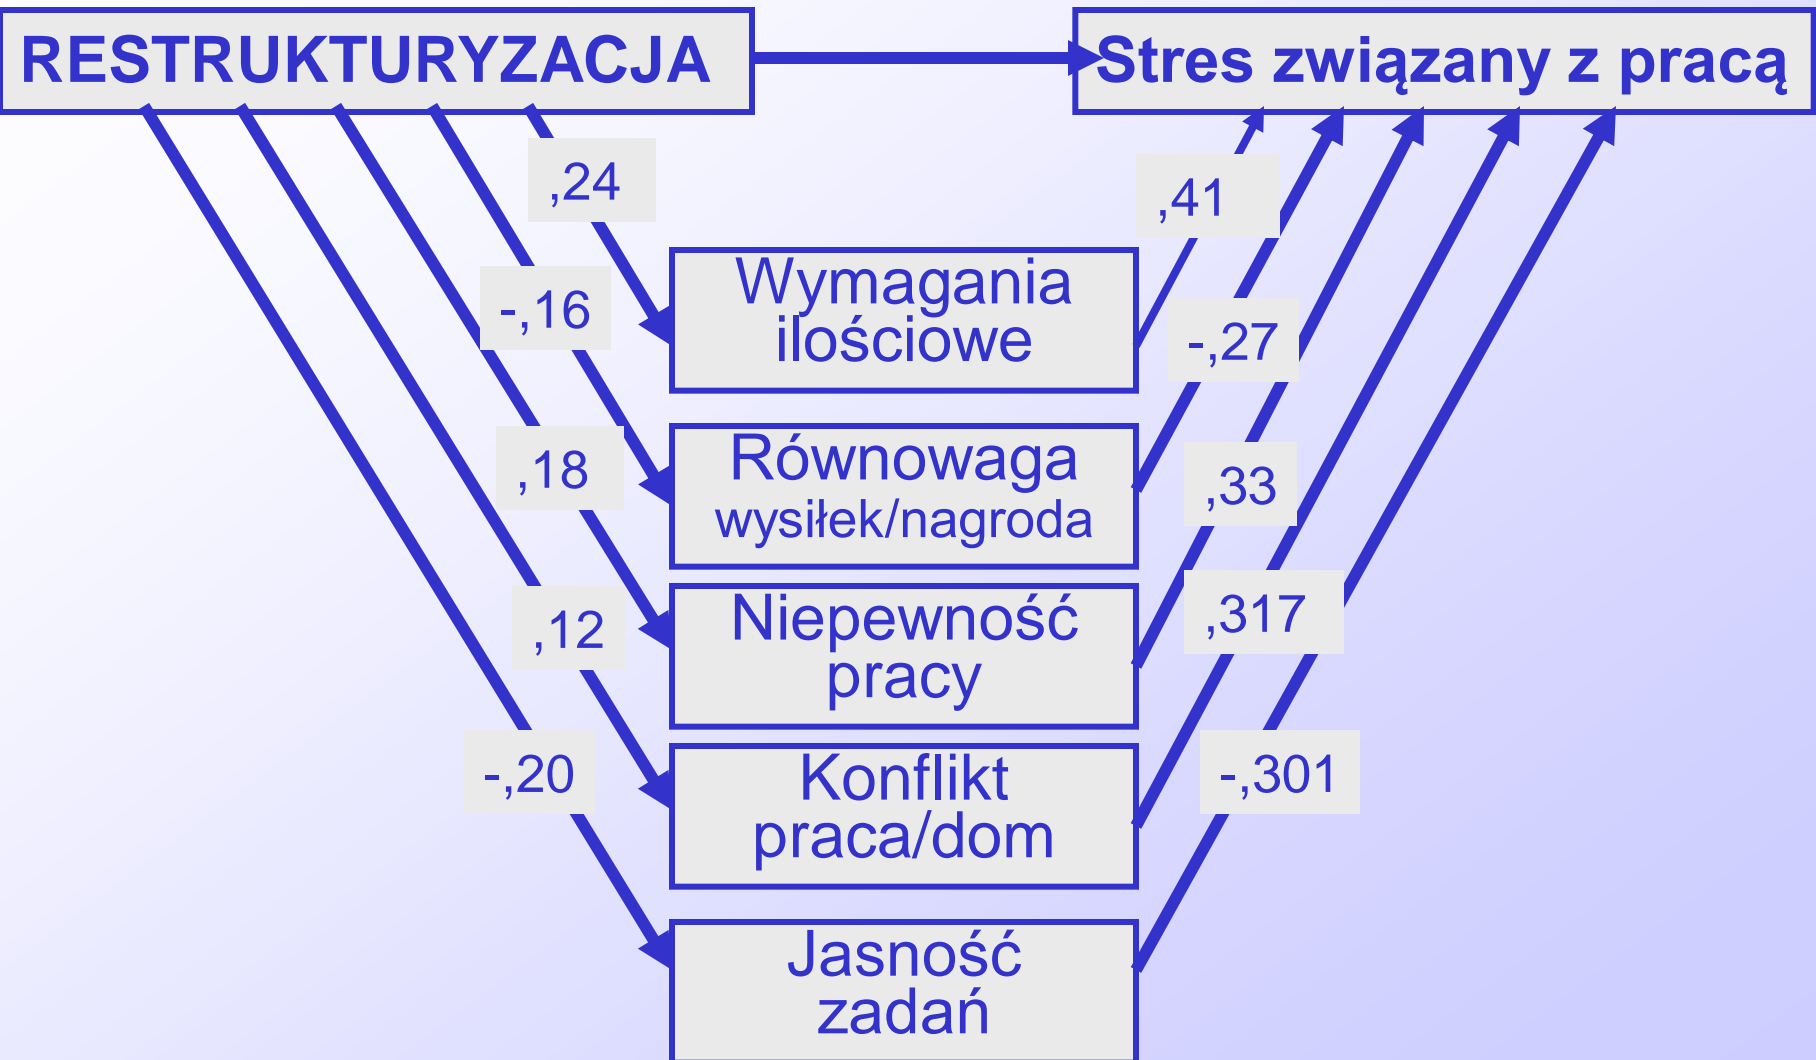 RESTRUKTURYZACJA
Stres związany z pracą
,24
,41
-,16
Wymagania
ilościowe
-,27
,18
Równowaga
wysiłek/nagroda
,33
,12
Niepewność
pracy
,317
-,20
Konflikt
praca/dom
-,301
Jasność
zadań